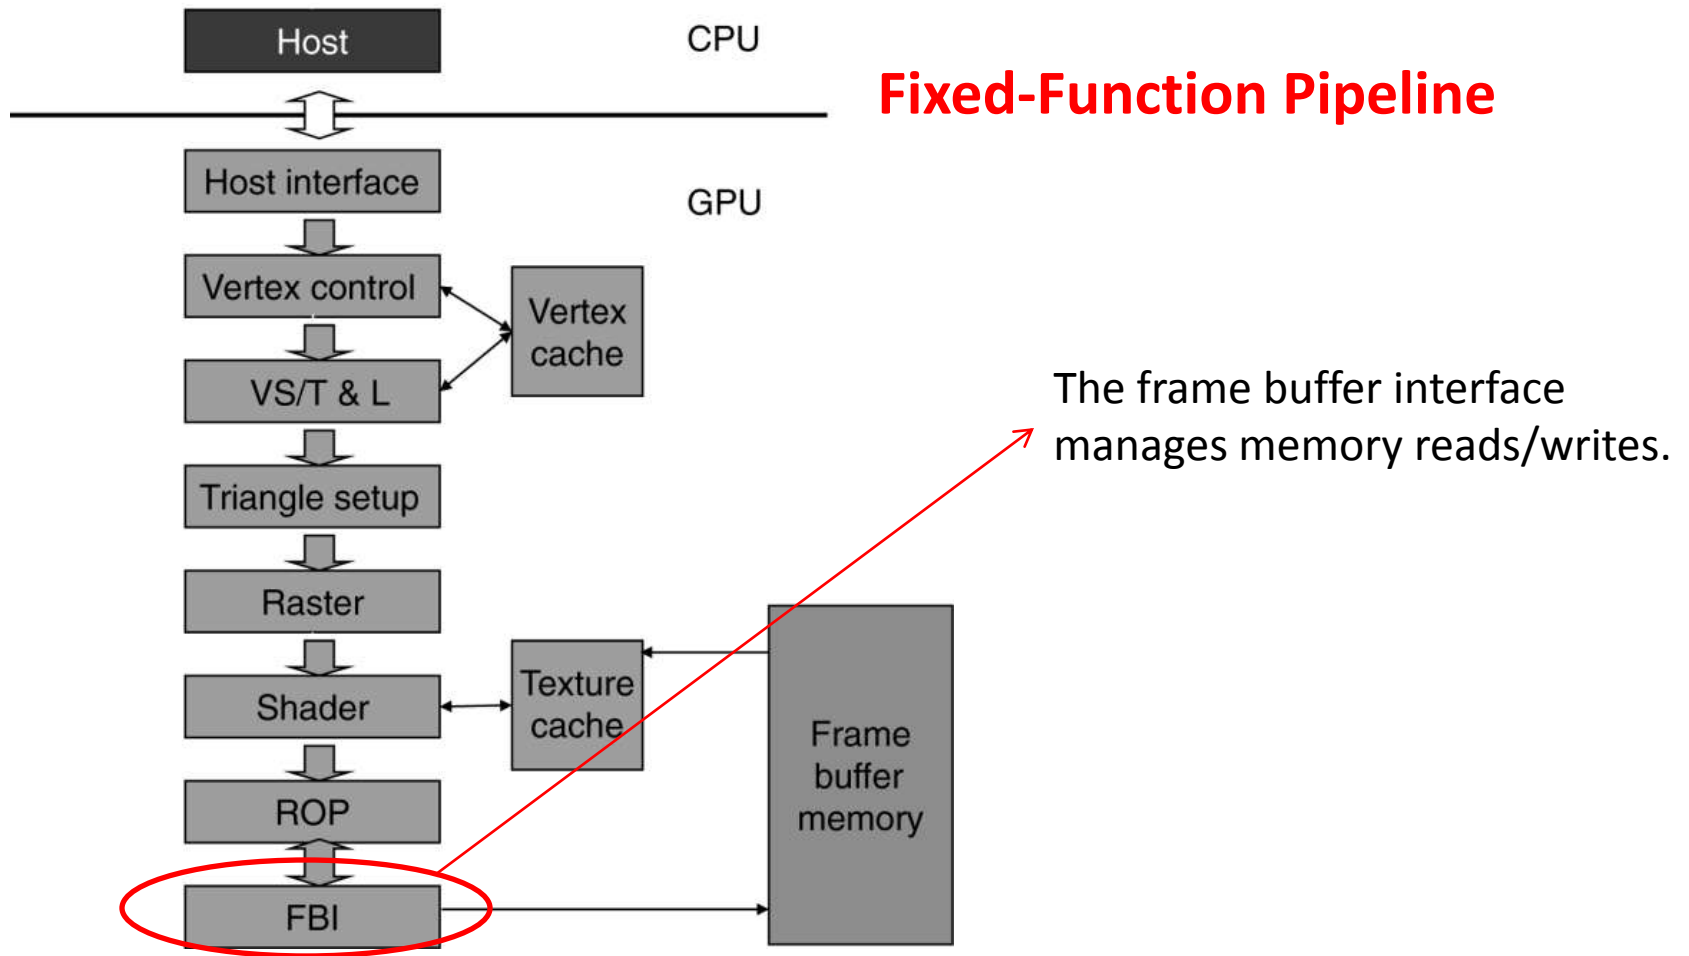 Host
CPU
Fixed-Function Pipeline
Host interface
GPU
Vertex control
Vertex
cache
VS/T & L
The frame buffer interface
manages memory reads/writes.
Triangle setup
Raster
Shader
Texture
cache
Frame
buffer
memory
ROP
FBI